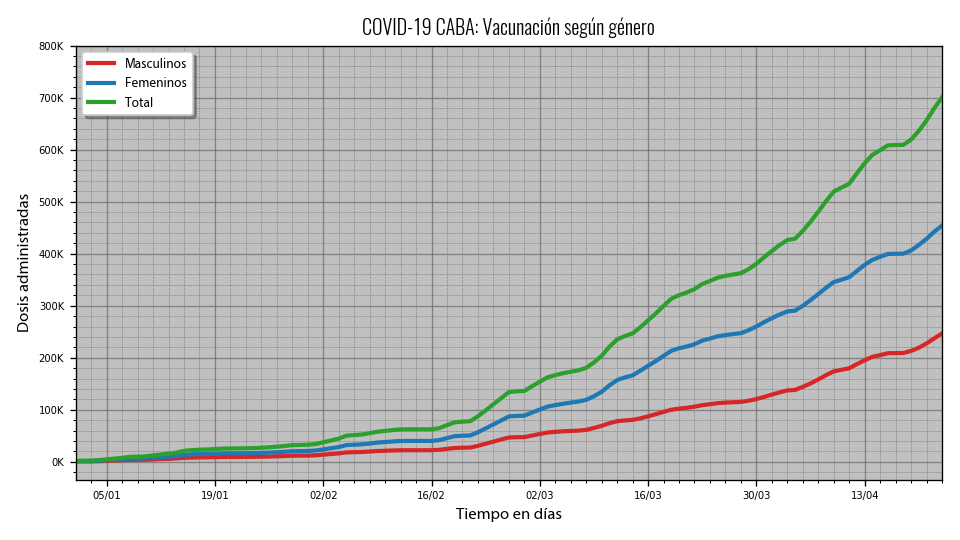 COVID-19 CABA: Vacunación según género
Masculinos
Femeninos
Total
Dosis administradas
800K
700K
600K
500K
400K
300K
200K
100K
0K
05/01
19/01
02/02
16/02
02/03
16/03
30/03
13/04
Tiempo en días